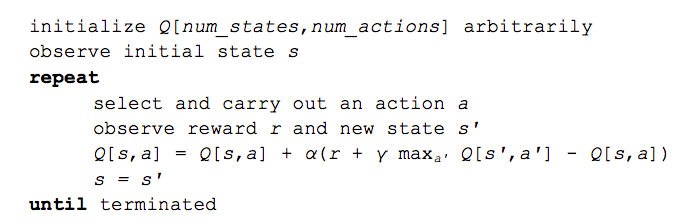 initialize Q[num_states,num_actions] arbitrarily
observe initial state s
repeat
select and carry out an action a
observe reward r and new state s'
Q[s,a] = Q[s,a] + α(r + γ maxa' Q[s',a'] - Q[s,a])
s = s'
until terminated